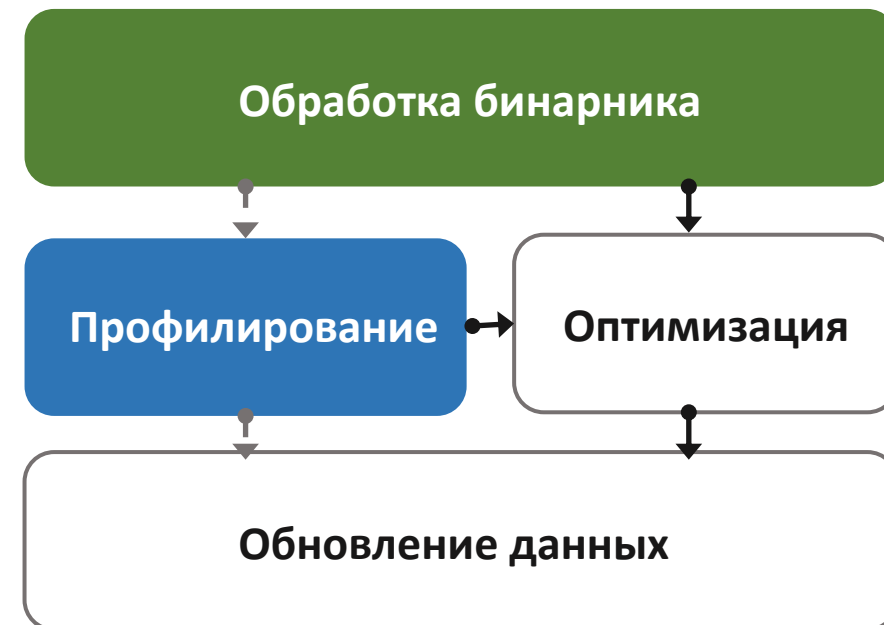 Обработка бинарника
Профилирование
Оптимизация
Обновление данных